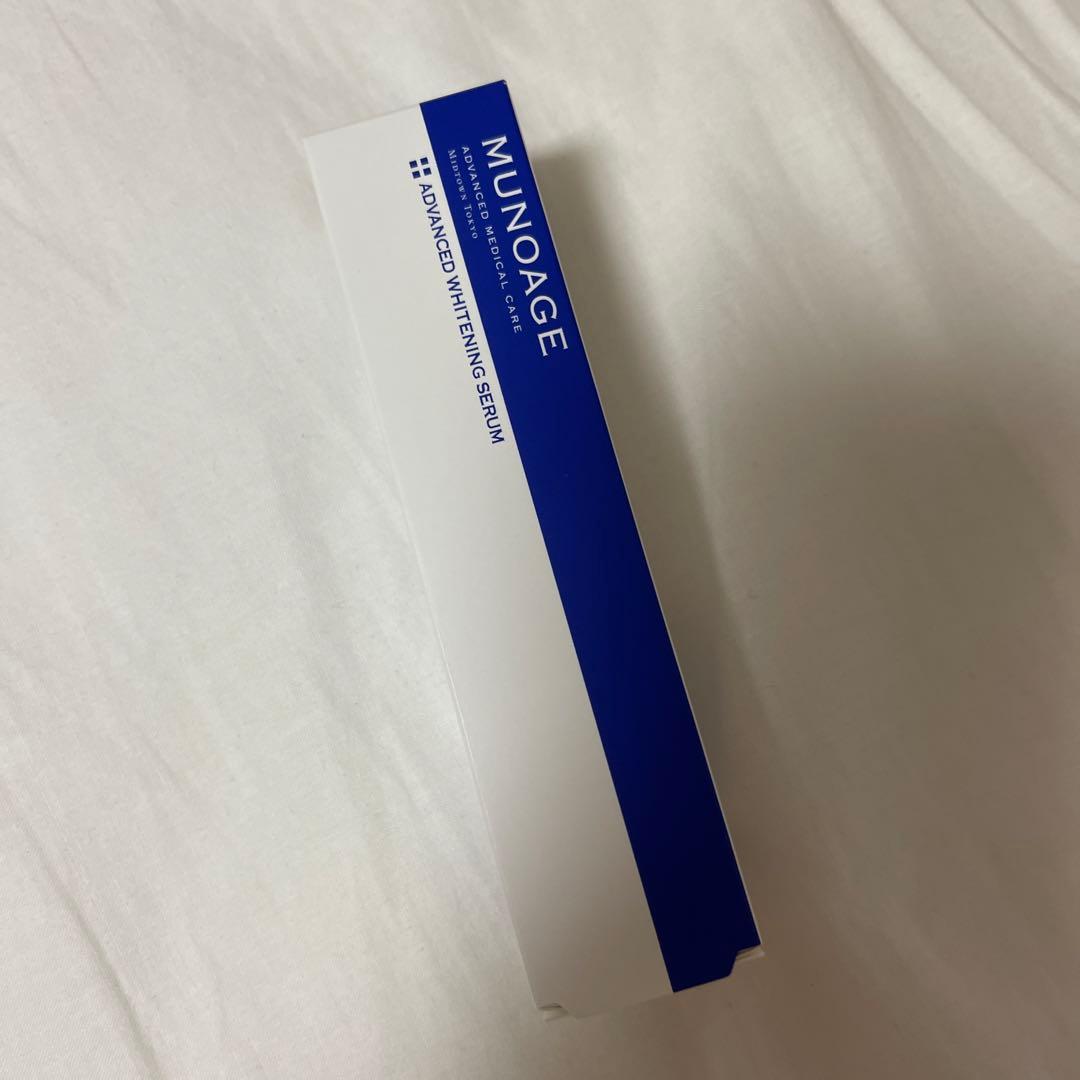 MUNOAGE
ADVANCED MEDICAL CARE
MIDTOWN TOKYO
ADVANCED WHITENING SERUM